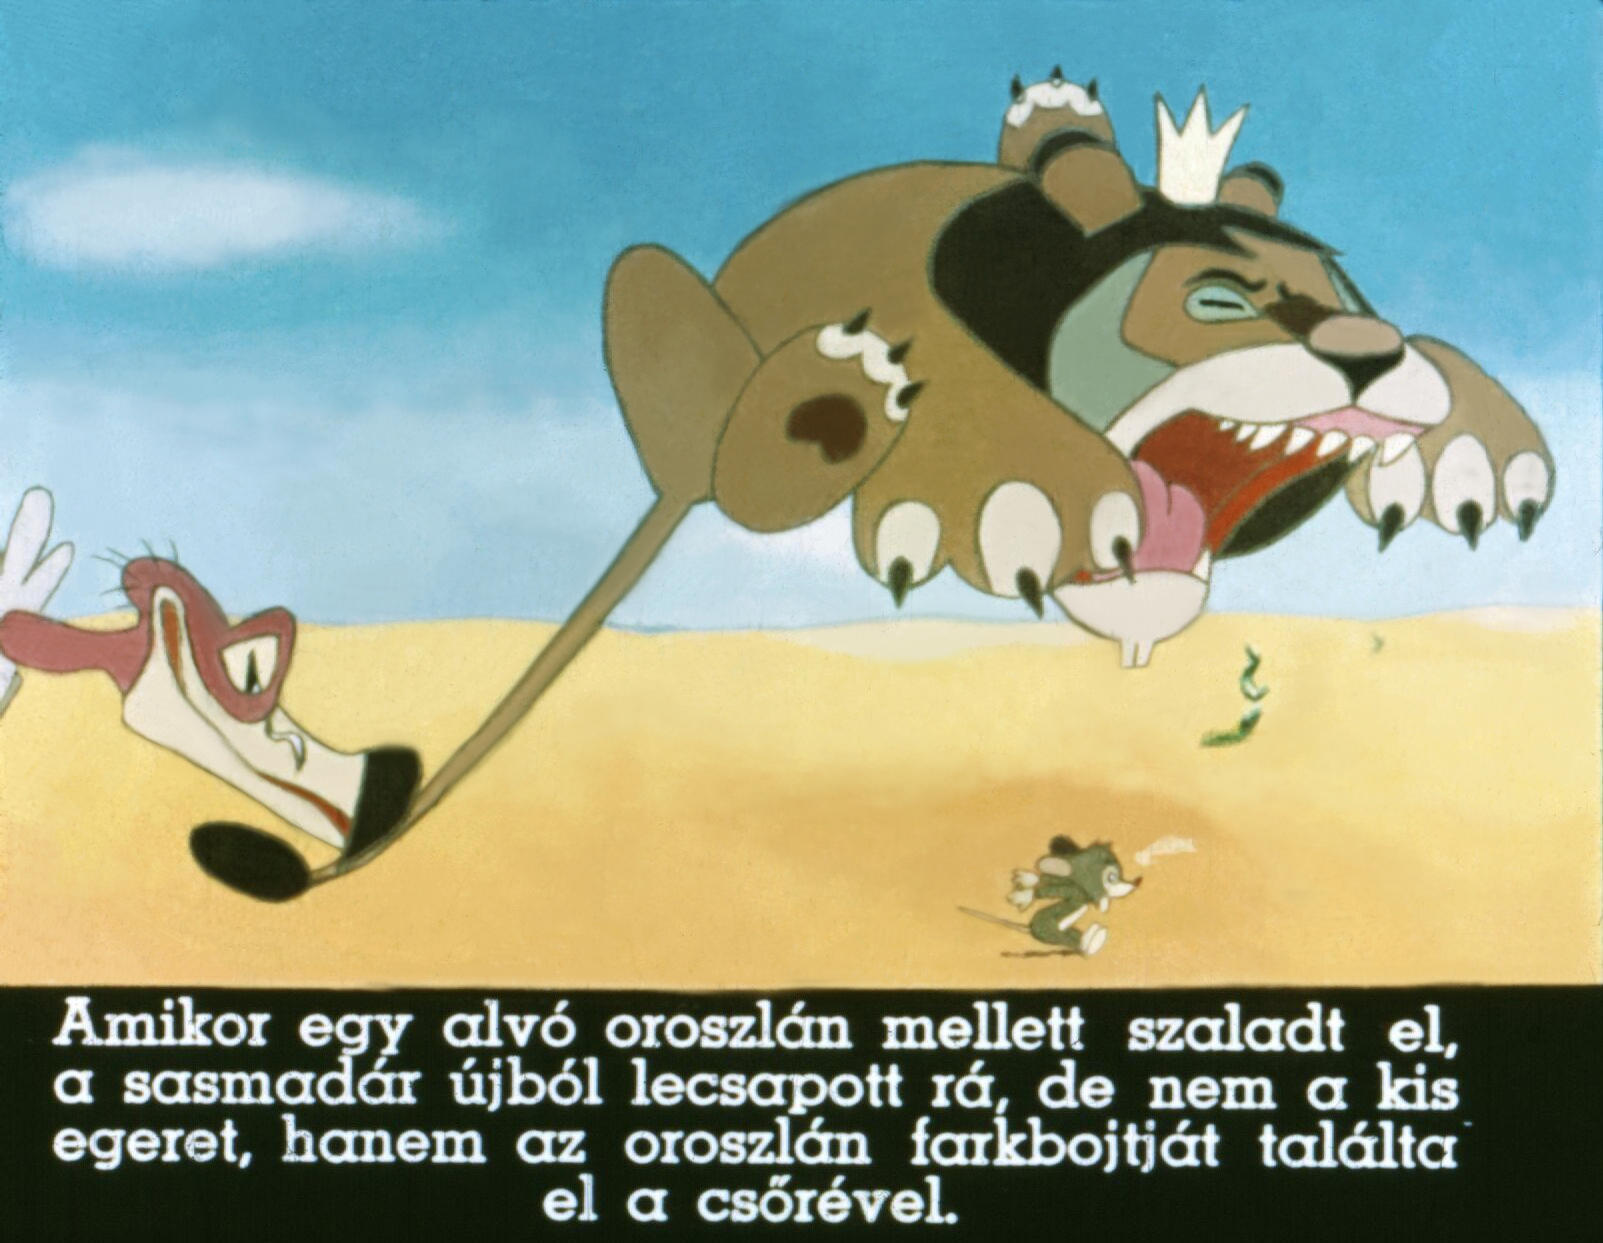 Amikor egy alvó oroszlán mellett szaladt el,
a sasmadár újból lecsapott rá, de nem a kis
egeret, hanem az oroszlán farkbojtját találta
el a csőrével.